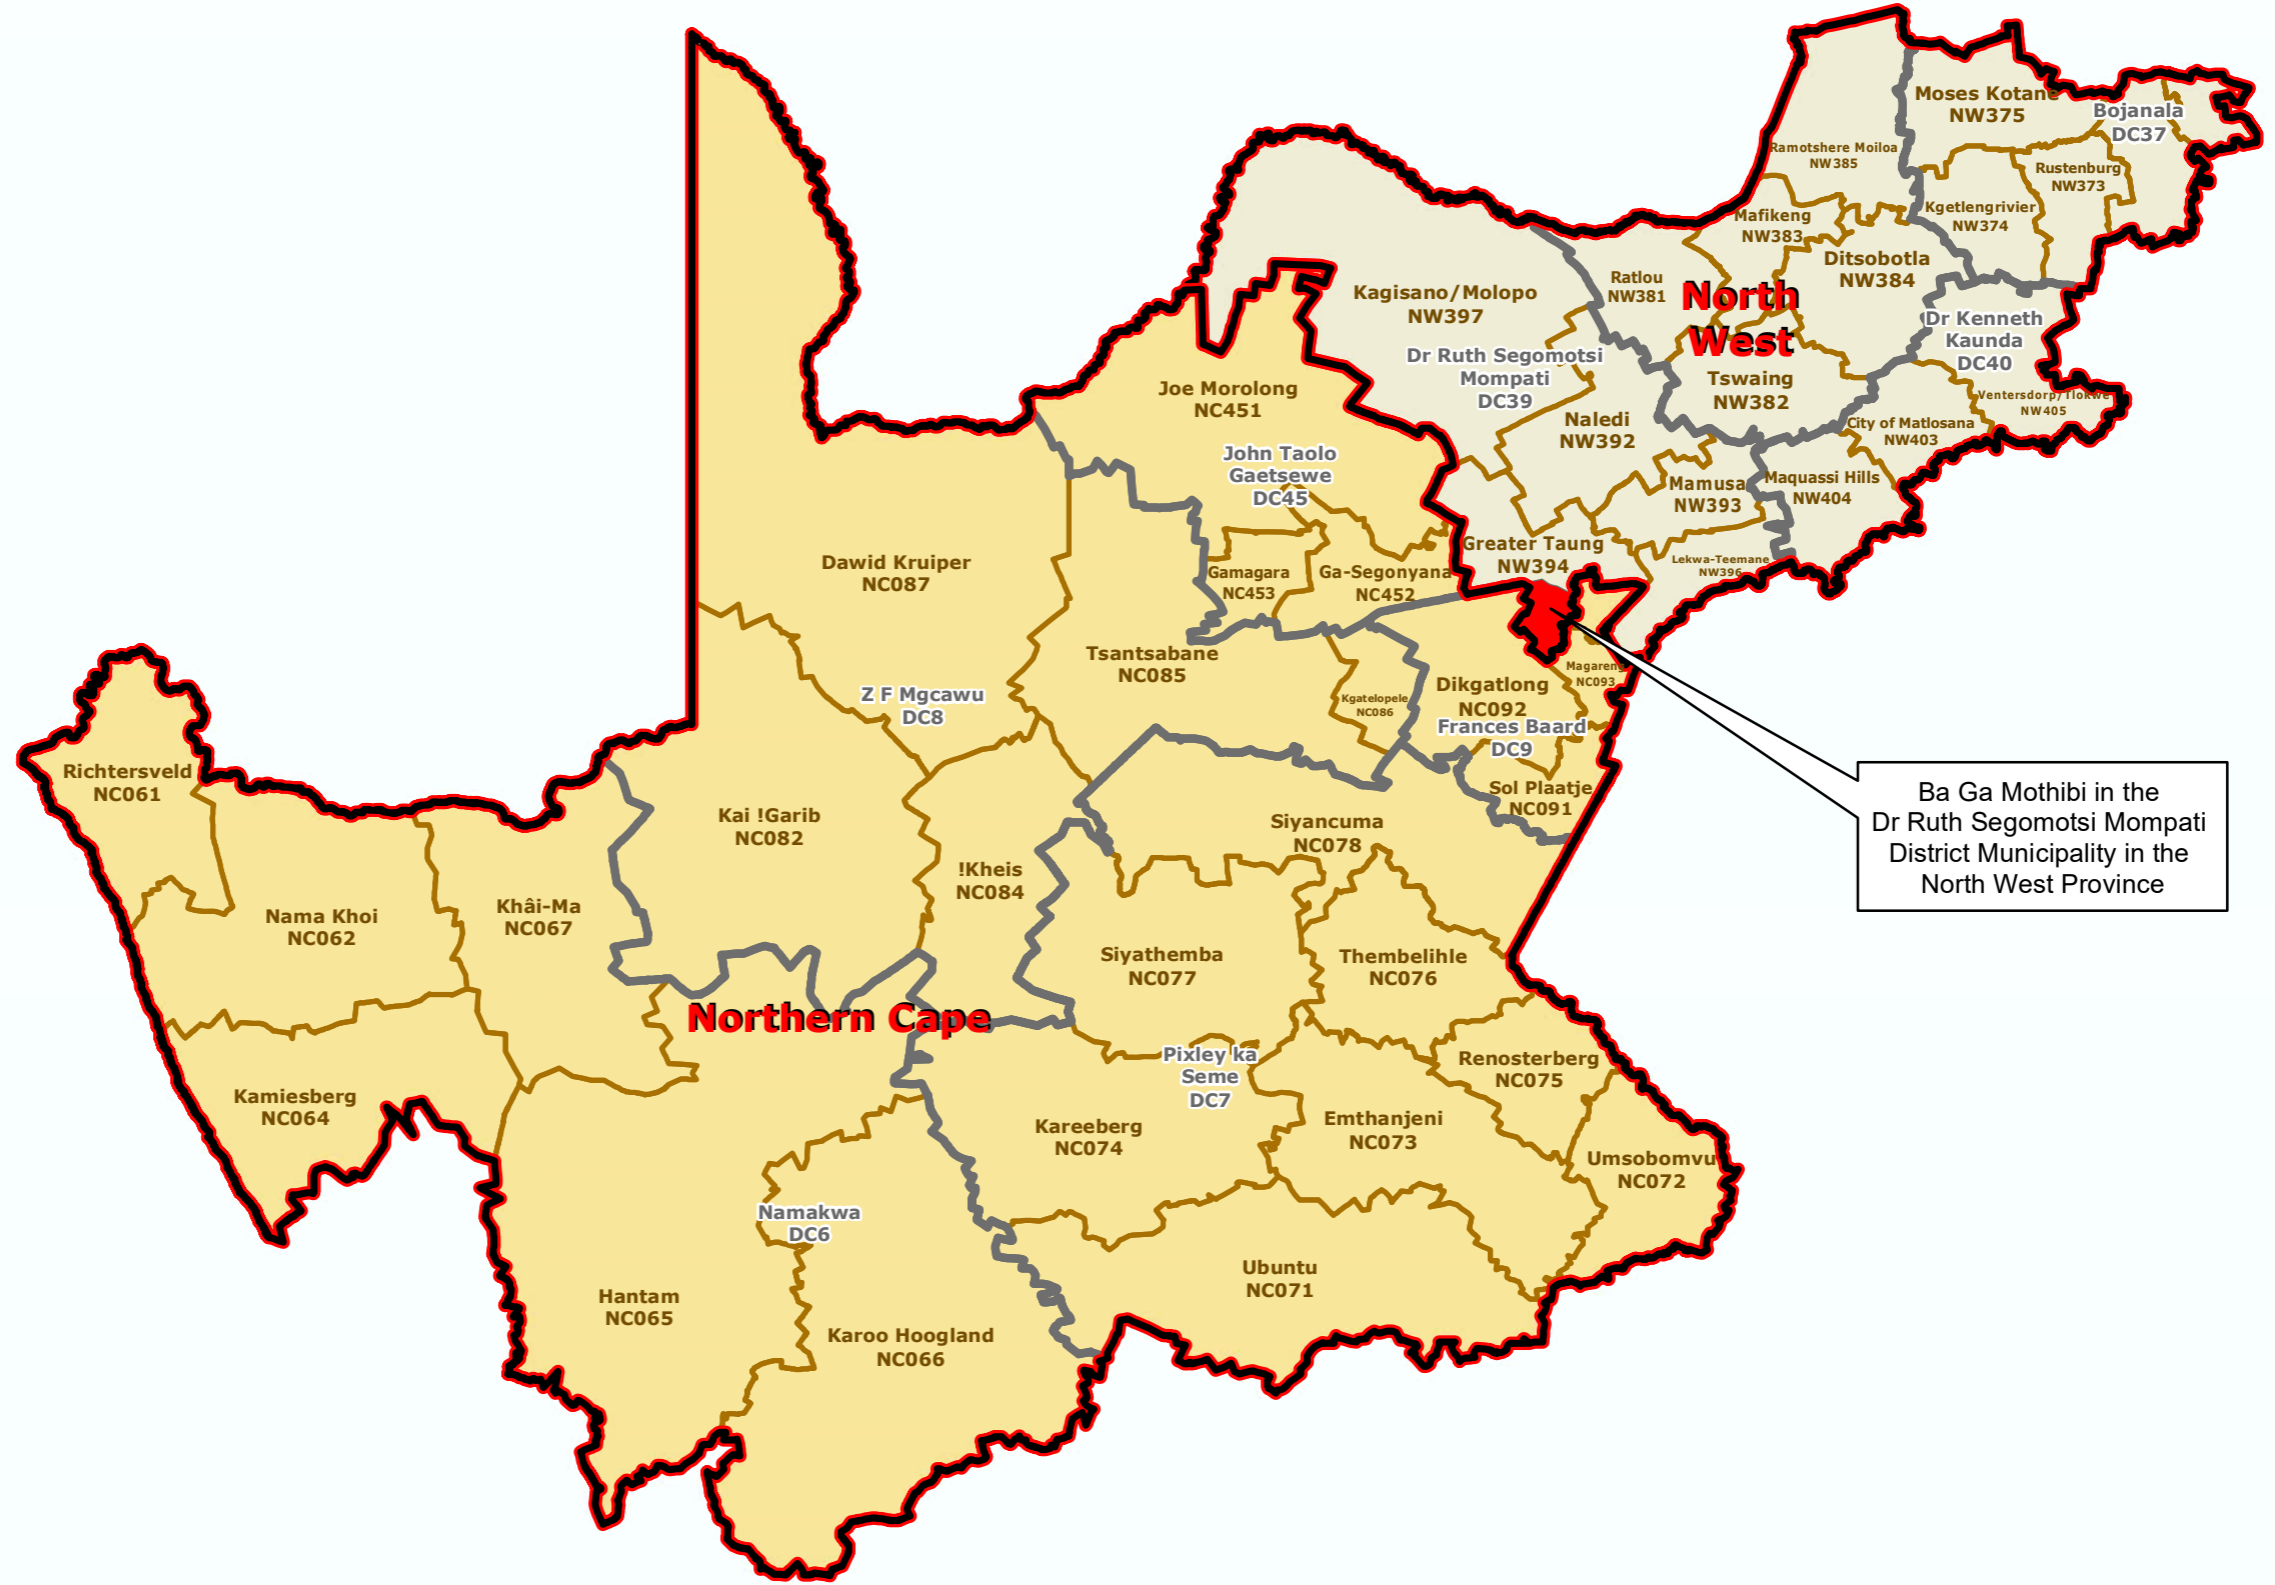 Moses Kotane
NW375
Bojanala
DC37
Ramotshere Moiloa
NW385
Rustenburg
NW373
Kgetlengrivier
NW374
Mafikeng
NW383
Ditsobotla
NW384
Ratlou
NW381
North
West
Kagisano/Molopo
NW397
Dr Kenneth
Kaunda
DC40
Dr Ruth Segomotsi
Mompati
DC39
Tswaing
NW382
Ventersdorp/Tlokwe
NW405
Naledi
NW392
City of Matlosana
NW403
Joe Morolong
NC451
John Taolo
Gaetsewe
DC45
Mamusa
NW393
Maquassi Hills
NW404
Greater Taung
NW394
Lekwa-Teemane
NW396
Dawid Kruiper
NC087
Gamagara
NC453
Ga-Segonyana
NC452
Tsantsabane
NC085
Magareng
NC093
Z F Mgcawu
DC8
Kgatelopele
NC086
Dikgatlong
NC092
Frances Baard
DC9
Richtersveld
NC061
Sol Plaatje
NC091
Ba Ga Mothibi in the
Dr Ruth Segomotsi Mompati
District Municipality in the
North West Province
Kai !Garib
NC082
Siyancuma
NC078
!Kheis
NC084
Nama Khoi
NC062
Khâi-Ma
NC067
Siyathemba
NC077
Thembelihle
NC076
Northern Cape
Pixley ka
Seme
DC7
Renosterberg
NC075
Kamiesberg
NC064
Kareeberg
NC074
Emthanjeni
NC073
Umsobomvu
NC072
Namakwa
DC6
Ubuntu
NC071
Hantam
NC065
Karoo Hoogland
NC066